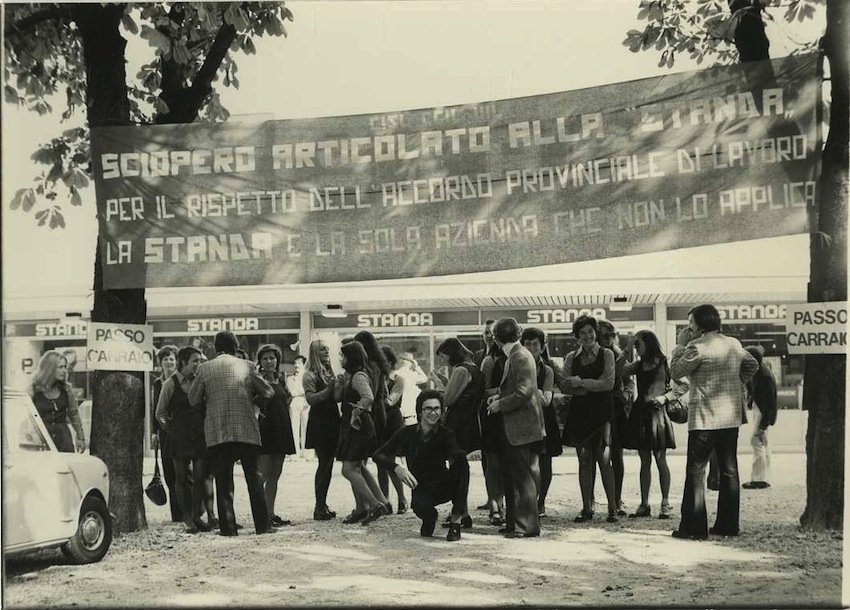 SCIOPERO ARTICOLATO ALLA "STANDA"
PER IL RISPETTO DELL'ACCORDO PROVINCIALE DI LAVORO
LA STANDA E LA SOLA AZIENDA CHE NON LO APPLICA
STANDA
STANDA
STANDA
STANDA
STANDA
PASSO
CARRAIO
PASSO
CARRAIO